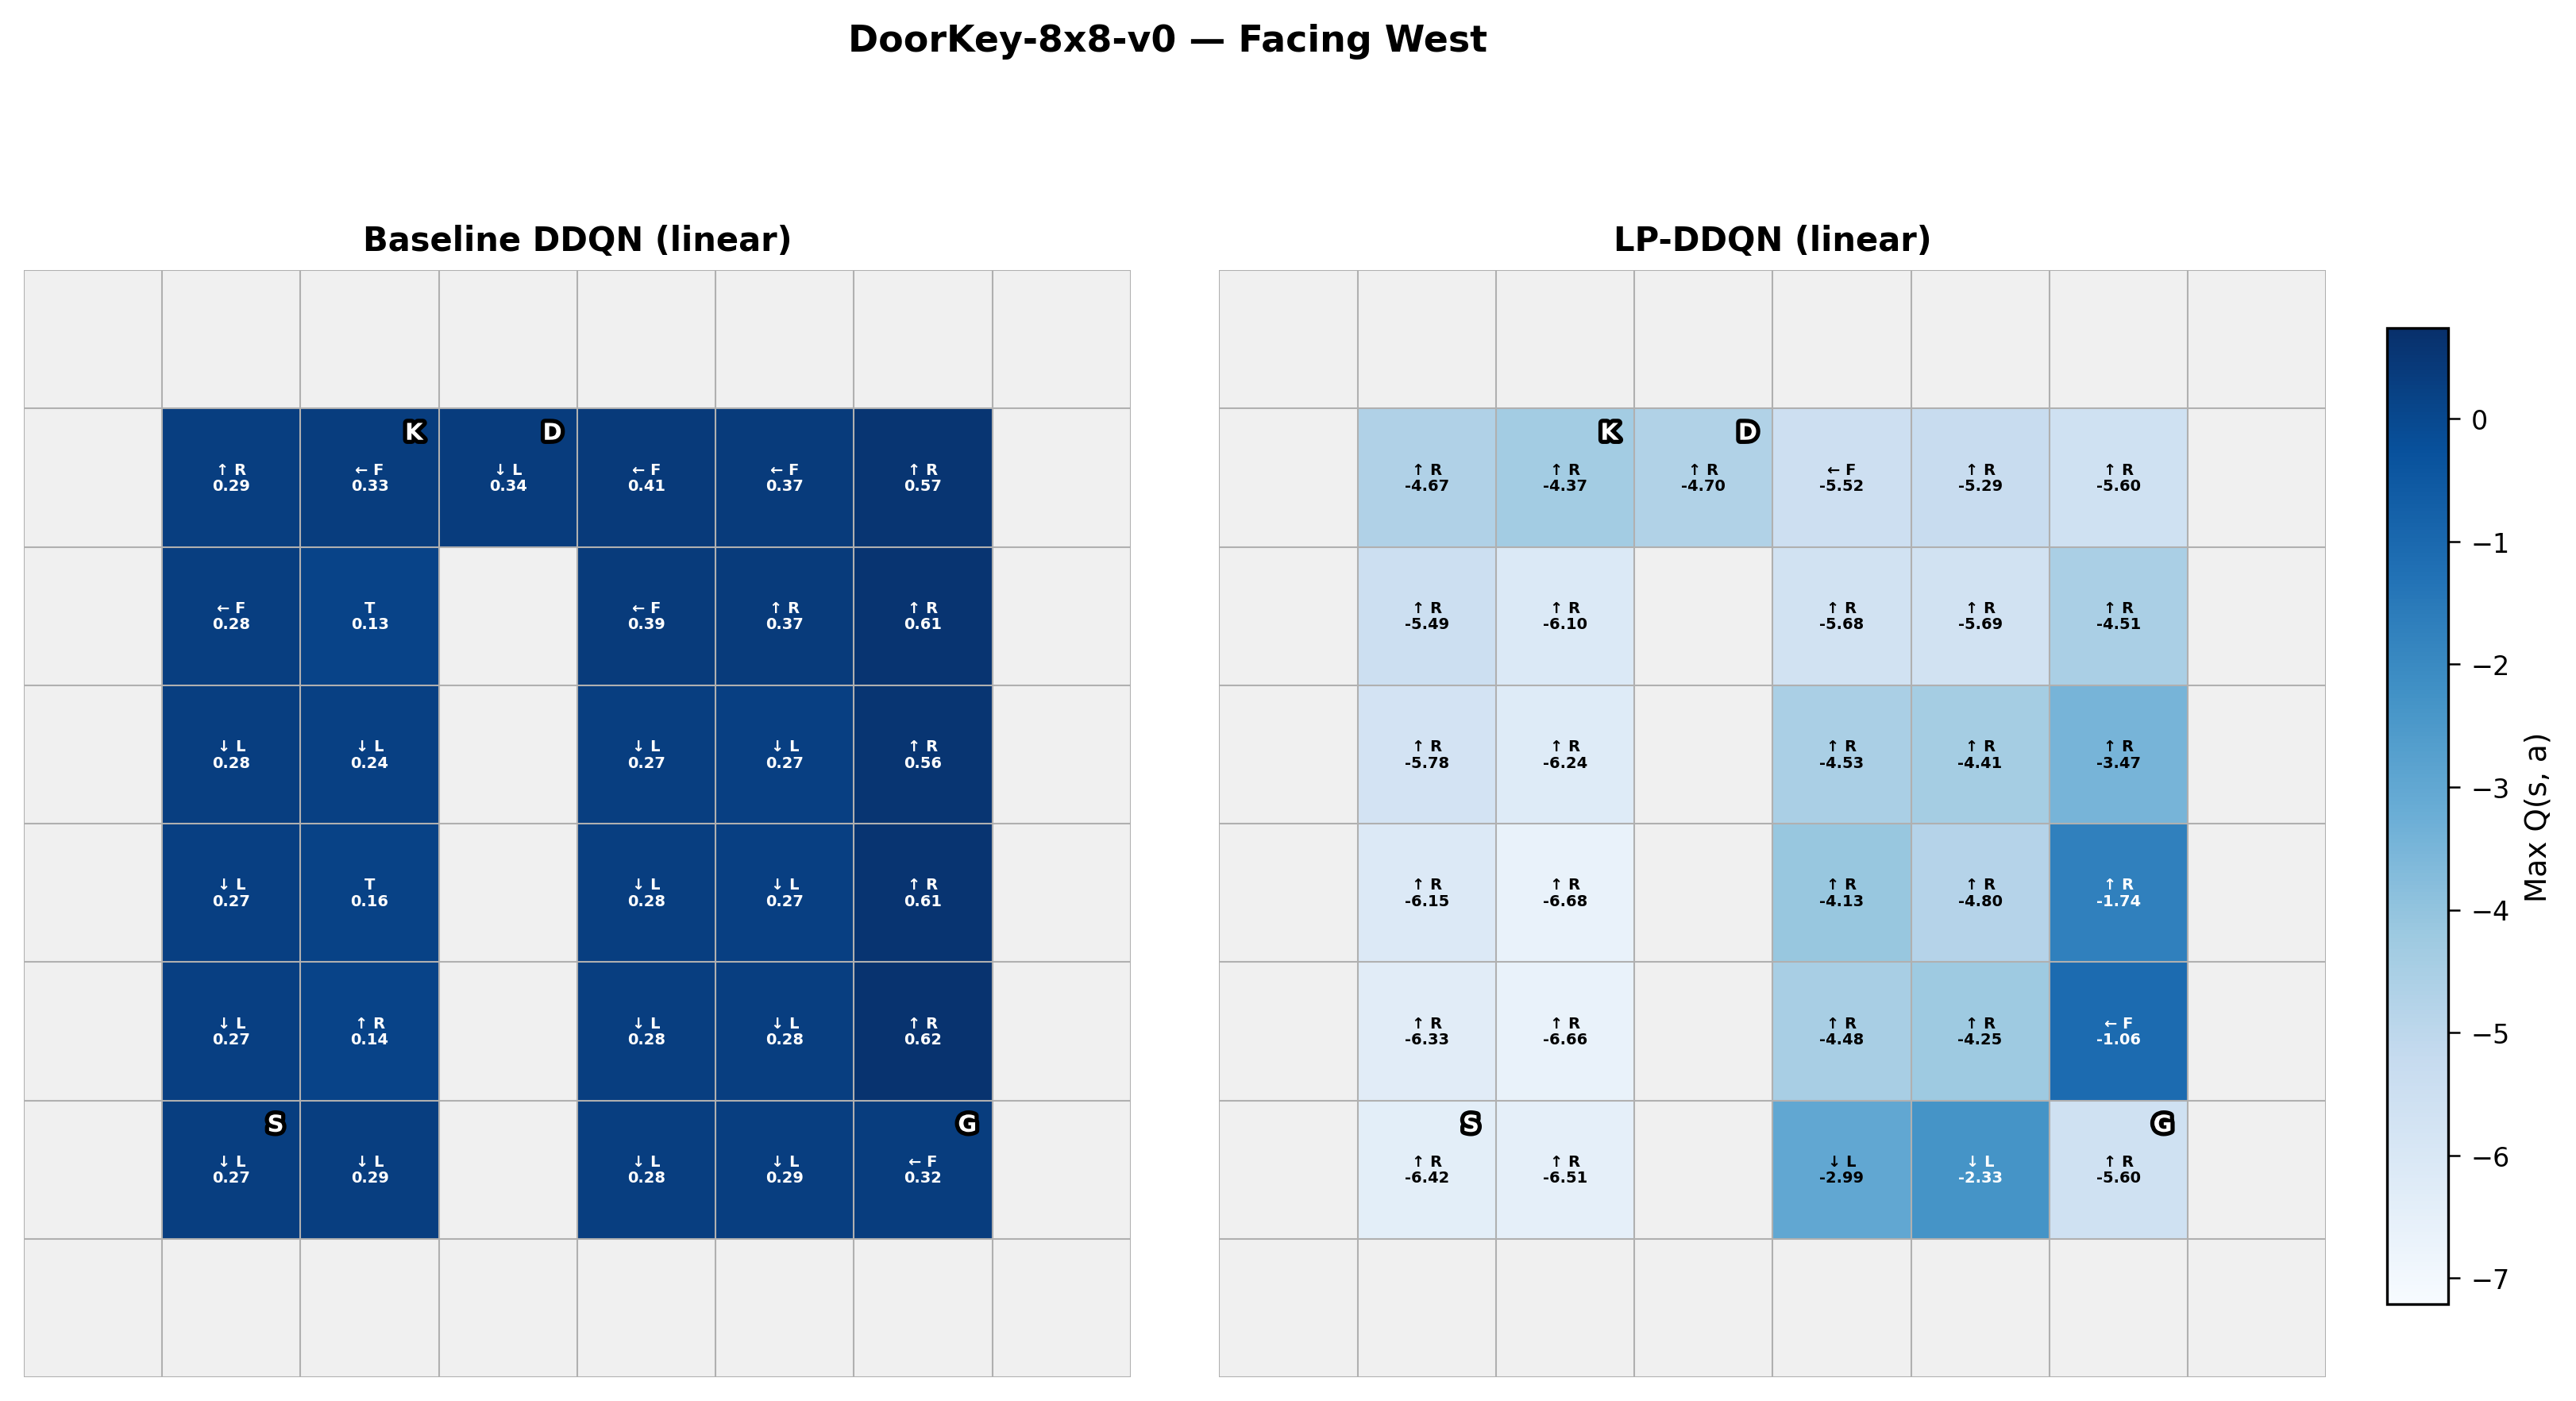 DoorKey-8x8-v0 — Facing West
Baseline DDQN (linear)
K D
↑ R ← F ↓ L ← F ← F ↑ R
0.29 0.33 0.34 0.41 0.37 0.57
← F T ← F ↑ R ↑ R
0.28 0.13 0.39 0.37 0.61
↓ L ↓ L ↓ L ↓ L ↑ R
0.28 0.24 0.27 0.27 0.56
↓ L T ↓ L ↓ L ↑ R
0.27 0.16 0.28 0.27 0.61
↓ L ↑ R ↓ L ↓ L ↑ R
0.27 0.14 0.28 0.28 0.62
S G
↓ L ↓ L ↓ L ↓ L ← F
0.27 0.29 0.28 0.29 0.32
LP-DDQN (linear)
K D
↑ R ↑ R ↑ R ← F ↑ R ↑ R
-4.67 -4.37 -4.70 -5.52 -5.29 -5.60
↑ R ↑ R ↑ R ↑ R ↑ R
-5.49 -6.10 -5.68 -5.69 -4.51
↑ R ↑ R ↑ R ↑ R ↑ R
-5.78 -6.24 -4.53 -4.41 -3.47
↑ R ↑ R ↑ R ↑ R ↑ R
-6.15 -6.68 -4.13 -4.80 -1.74
↑ R ↑ R ↑ R ↑ R ← F
-6.33 -6.66 -4.48 -4.25 -1.06
S G
↑ R ↑ R ↓ L ↓ L ↑ R
-6.42 -6.51 -2.99 -2.33 -5.60
0
−1
−2
−3
−4
−5
−6
−7
Max Q(s, a)